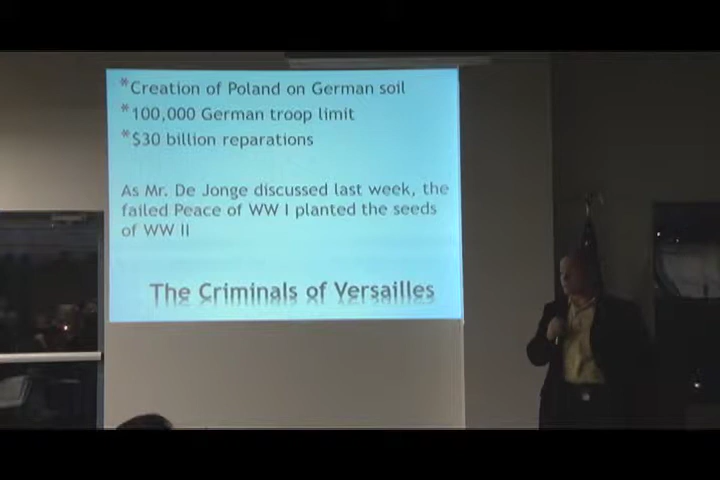 *Creation of Poland on German soil
*100,000 German troop limit
*$30 billion reparations
As Mr. De Jonge discussed last week, the
failed Peace of WW I planted the seeds
of WW II
The Criminals of Versailles